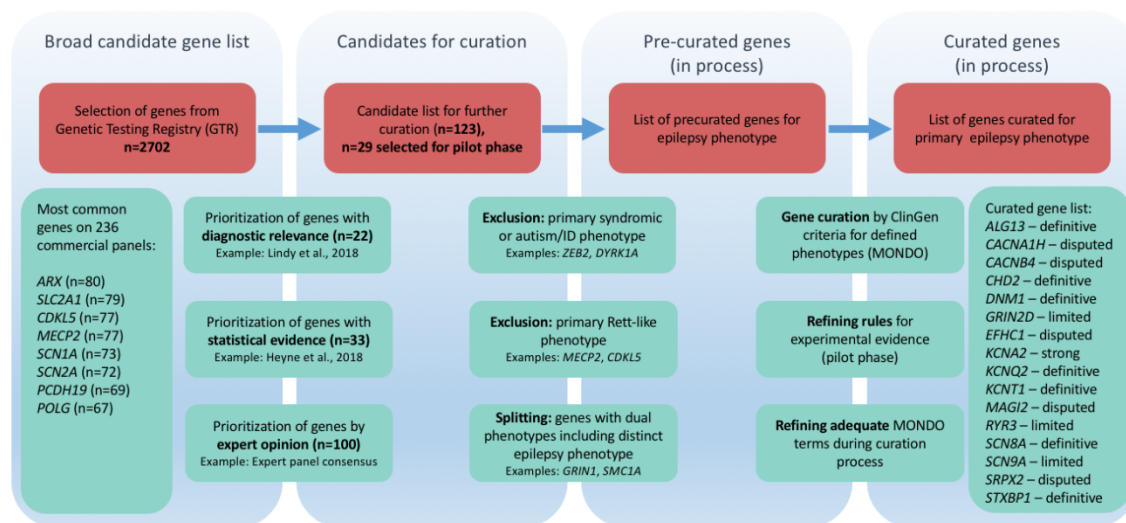 Broad candidate gene list
Candidates for curation
Pre-curated genes
(in process)
Curated genes
(in process)
Selection of genes from
Genetic Testing Registry (GTR)
n=2702
Candidate list for further
curation (n=123),
n=29 selected for pilot phase
List of precurated genes for
epilepsy phenotype
List of genes curated for
primary epilepsy phenotype
Most common
genes on 236
commercial panels:
ARX (n=80)
SLC2A1 (n=79)
CDKL5 (n=77)
MECP2 (n=77)
SCN1A (n=73)
SCN2A (n=72)
PCDH19 (n=69)
POLG (n=67)
Prioritization of genes with
diagnostic relevance (n=22)
Example: Lindy et al., 2018
Prioritization of genes with
statistical evidence (n=33)
Example: Heyne et al., 2018
Prioritization of genes by
expert opinion (n=100)
Example: Expert panel consensus
Exclusion: primary syndromic
or autism/ID phenotype
Examples: ZEB2, DYRK1A
Exclusion: primary Rett-like
phenotype
Examples: MECP2, CDKL5
Splitting: genes with dual
phenotypes including distinct
epilepsy phenotype
Examples: GRIN1, SMC1A
Gene curation by ClinGen
criteria for defined
phenotypes (MONDO)
Refining rules for
experimental evidence
(pilot phase)
Refining adequate MONDO
terms during curation
process
Curated gene list:
ALG13 – definitive
CACNA1H – disputed
CACNB4 – disputed
CHD2 – definitive
DNM1 – definitive
GRIN2D – limited
EFHC1 – disputed
KCNA2 – strong
KCNQ2 – definitive
KCNT1 – definitive
MAGI2 – disputed
RYR3 – limited
SCN8A – definitive
SCN9A – limited
SRPX2 – disputed
STXBP1 – definitive